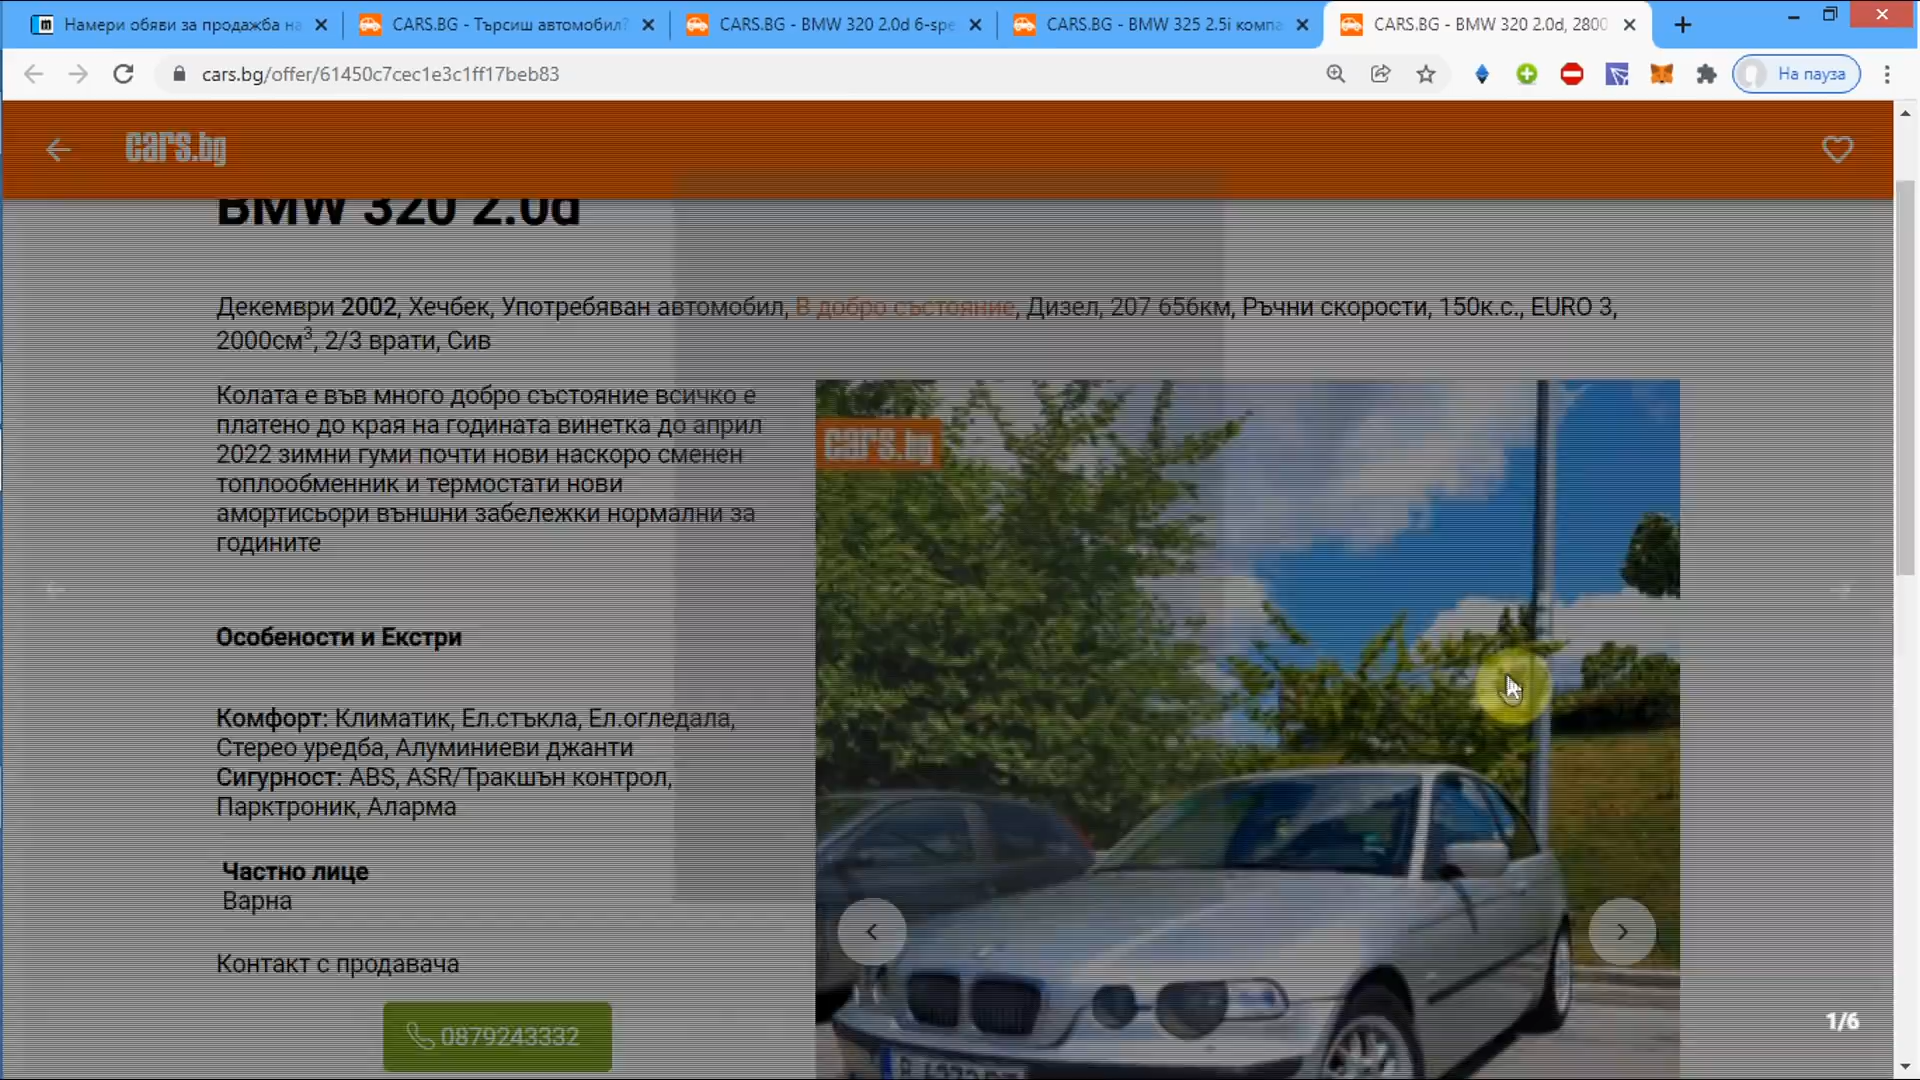 Намери обяви за продажба на
CARS.BG - Търсиш автомобил?
CARS.BG - BMW 320 2.0d 6-spe
CARS.BG - BMW 325 2.5i компа
CARS.BG - BMW 320 2.0d, 2800
cars.bg/offer/61450c7cec1e3c1ff17beb83
На пауза
cars.bg
BMW 320 2.0d
Декември 2002, Хечбек, Употребяван автомобил, В добро състояние, Дизел, 207 656км, Ръчни скорости, 150к.с., EURO 3,
2000см³, 2/3 врати, Сив
Колата е във много добро състояние всичко е
платено до края на годината винетка до април
2022 зимни гуми почти нови наскоро сменен
топлообменник и термостати нови
амортисьори външни забележки нормални за
годините
cars.bg
Особености и Екстри
Комфорт: Климатик, Ел.стъкла, Ел.огледала,
Стерео уредба, Алуминиеви джанти
Сигурност: ABS, ASR/Тракшън контрол,
Парктроник, Аларма
Частно лице
Варна
Контакт с продавача
0879243332
1/6